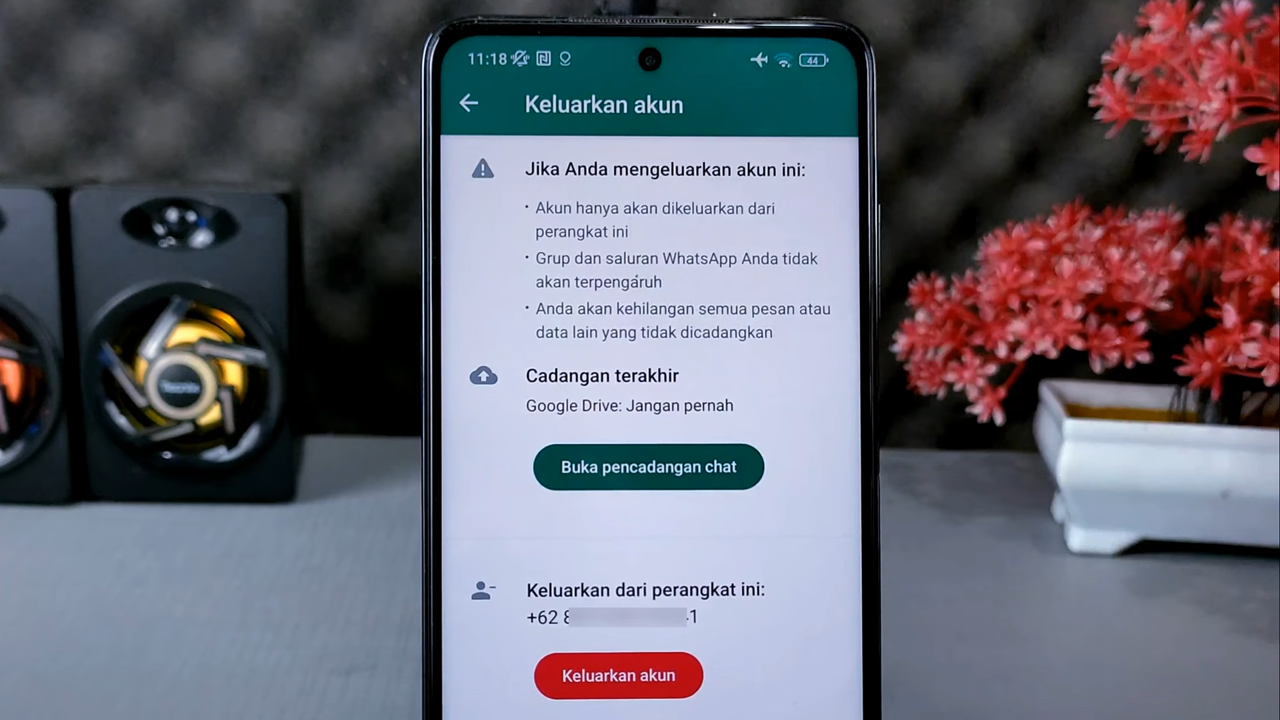 11:18
44
Keluarkan akun
Jika Anda mengeluarkan akun ini:
• Akun hanya akan dikeluarkan dari
perangkat ini
• Grup dan saluran WhatsApp Anda tidak
akan terpengaruh
• Anda akan kehilangan semua pesan atau
data lain yang tidak dicadangkan
Cadangan terakhir
Google Drive: Jangan pernah
Buka pencadangan chat
Keluarkan dari perangkat ini:
+62 8 1
Keluarkan akun